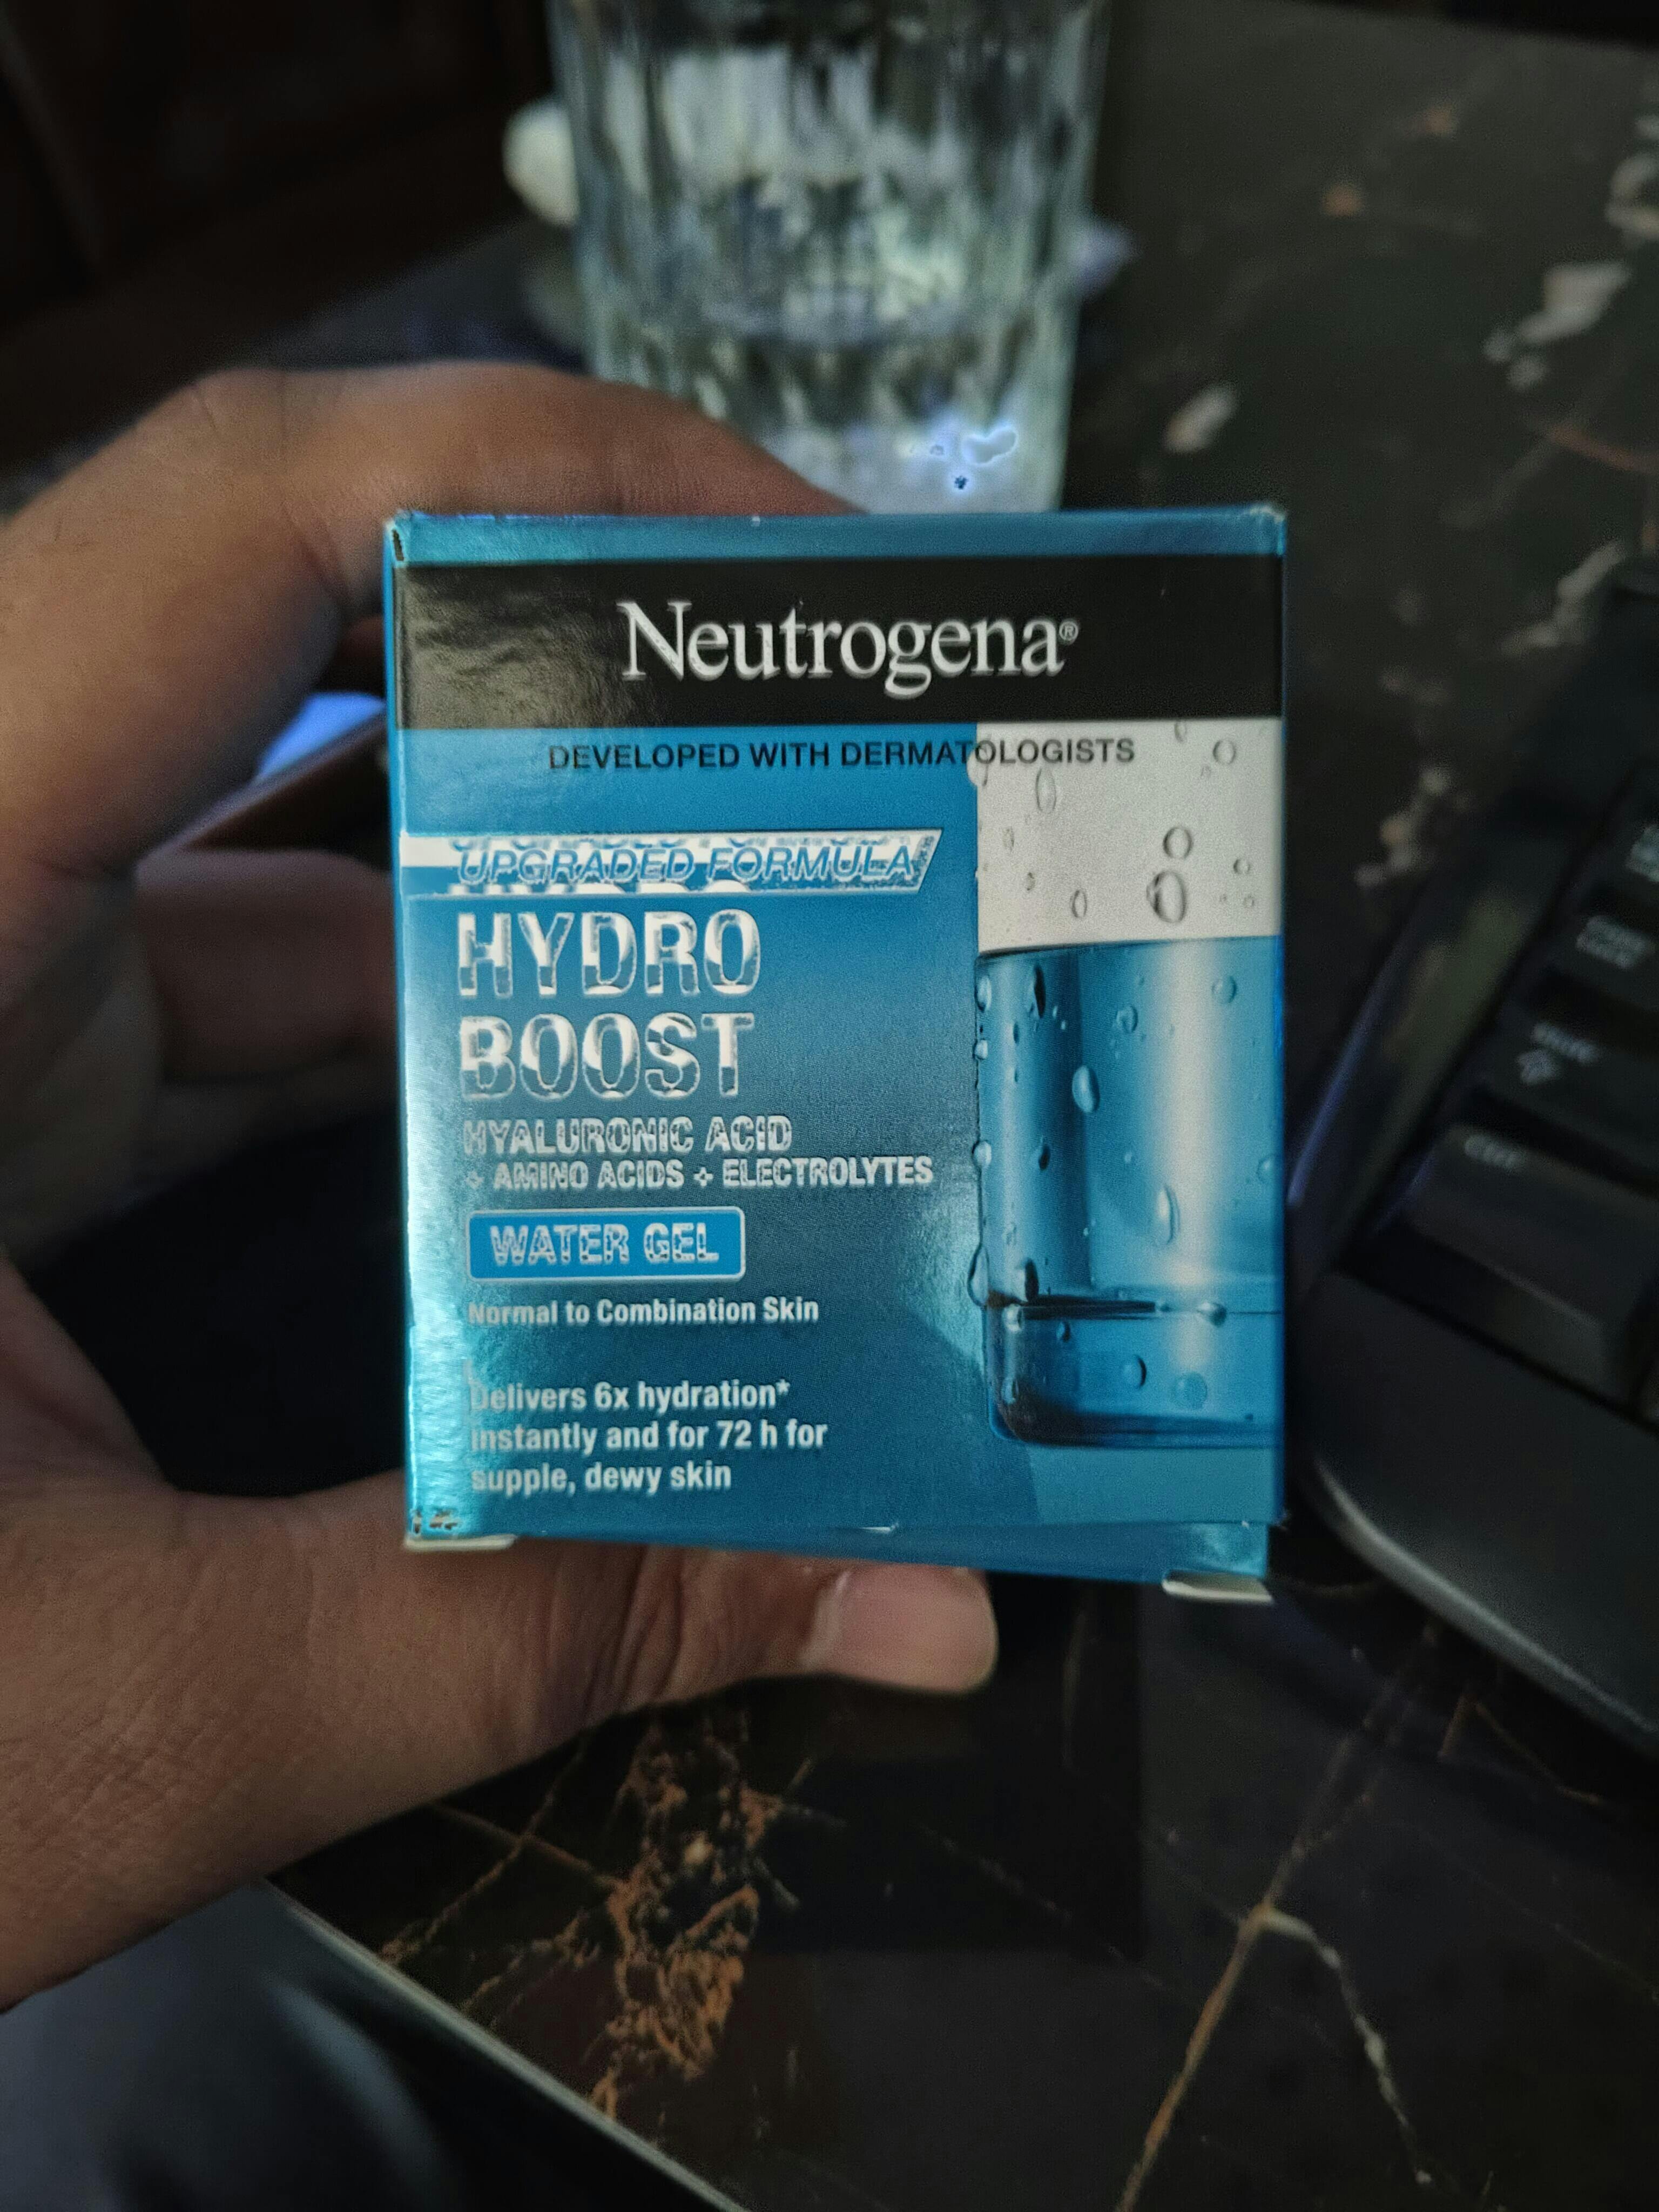 Neutrogena®
DEVELOPED WITH DERMATOLOGISTS
UPGRADED FORMULA
HYDRO
BOOST
HYALURONIC ACID
+ AMINO ACIDS + ELECTROLYTES
WATER GEL
Normal to Combination Skin
Delivers 6x hydration*
instantly and for 72 h for
supple, dewy skin